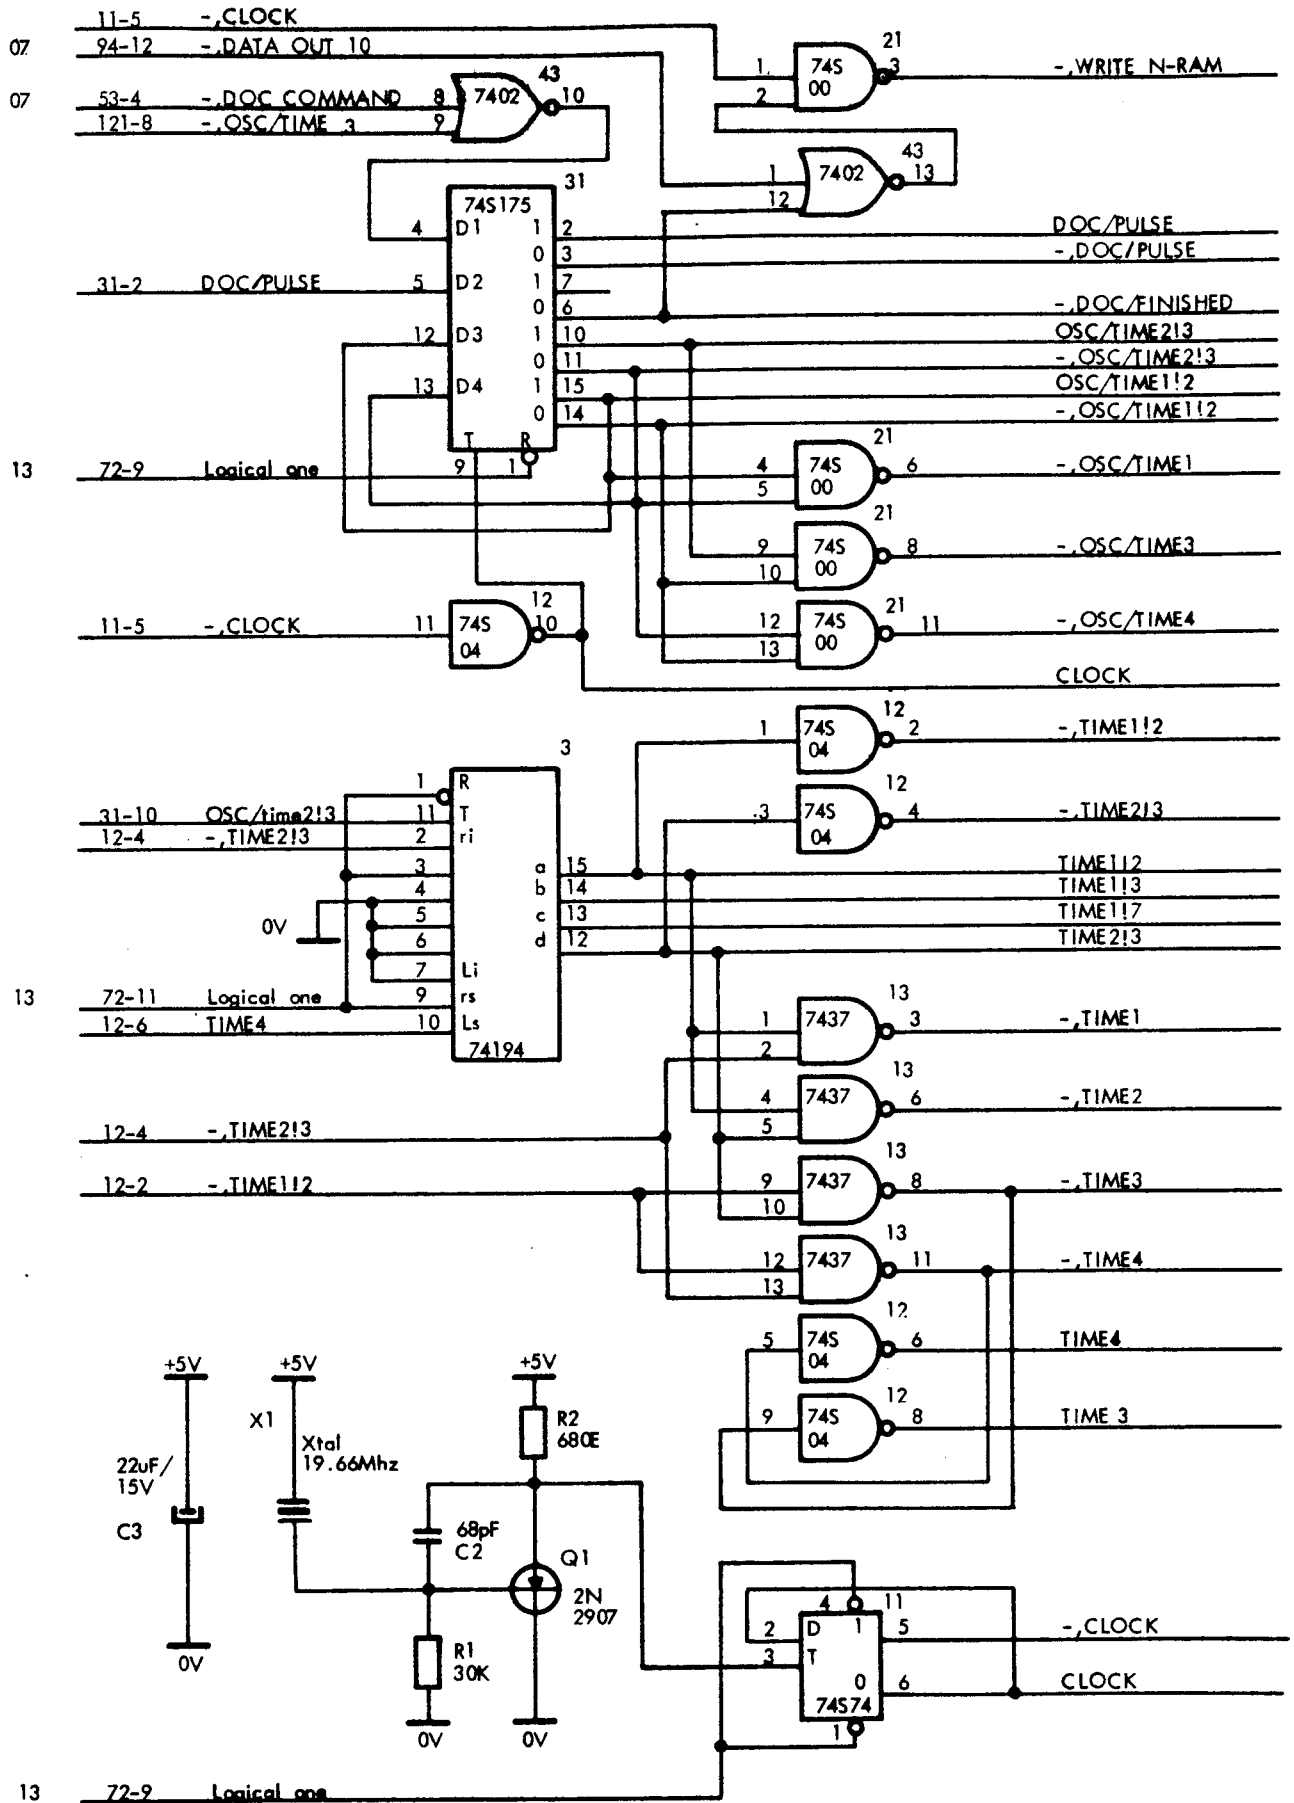 11-5 -,CLOCK
07 94-12 -,DATA OUT 10
07 53-4 -,DOC COMMAND 8
121-8 -,OSC/TIME 3 9
43
7402
10
21
1
2
74S
00
3 -,WRITE N-RAM
43
1
12
7402
13
31
74S175
4 D1 1 2 DOC/PULSE
0 3 -,DOC/PULSE
31-2 DOC/PULSE 5 D2 1 7
0 6 -,DOC/FINISHED
12 D3 1 10 OSC/TIME2!3
0 11 -,OSC/TIME2!3
13 D4 1 15 OSC/TIME1!2
0 14 -,OSC/TIME1!2
T R
13 72-9 Logical one 9 1
21
4
5
74S
00
6 -,OSC/TIME1
21
9
10
74S
00
8 -,OSC/TIME3
21
12
13
74S
00
11 -,OSC/TIME4
11-5 -,CLOCK 11
12
74S
04
10
CLOCK
12
1 74S
04
2 -,TIME1!2
12
3 74S
04
4 -,TIME2!3
3
1 R
31-10 OSC/time2!3 11 T
12-4 -,TIME2!3 2 ri
3 a 15 TIME1!2
4 b 14 TIME1!3
0V 5 c 13 TIME1!7
6 d 12 TIME2!3
7 Li
13 72-11 Logical one 9 rs
12-6 TIME4 10 Ls
74194
13
1
2
7437
3 -,TIME1
13
4
5
7437
6 -,TIME2
12-4 -,TIME2!3
13
12-2 -,TIME1!2
9
10
7437
8 -,TIME3
13
12
13
7437
11 -,TIME4
12
5 74S
04
6 TIME4
12
9 74S
04
8 TIME 3
+5V +5V +5V
X1
Xtal
19.66Mhz
R2
680E
22uF/
15V
C3
68pF
C2
Q1
2N
2907
R1
30K
0V
0V 0V
4 11
2 D 1 5 -,CLOCK
3 T
0 6 CLOCK
74S74
1
13 72-9 Logical one